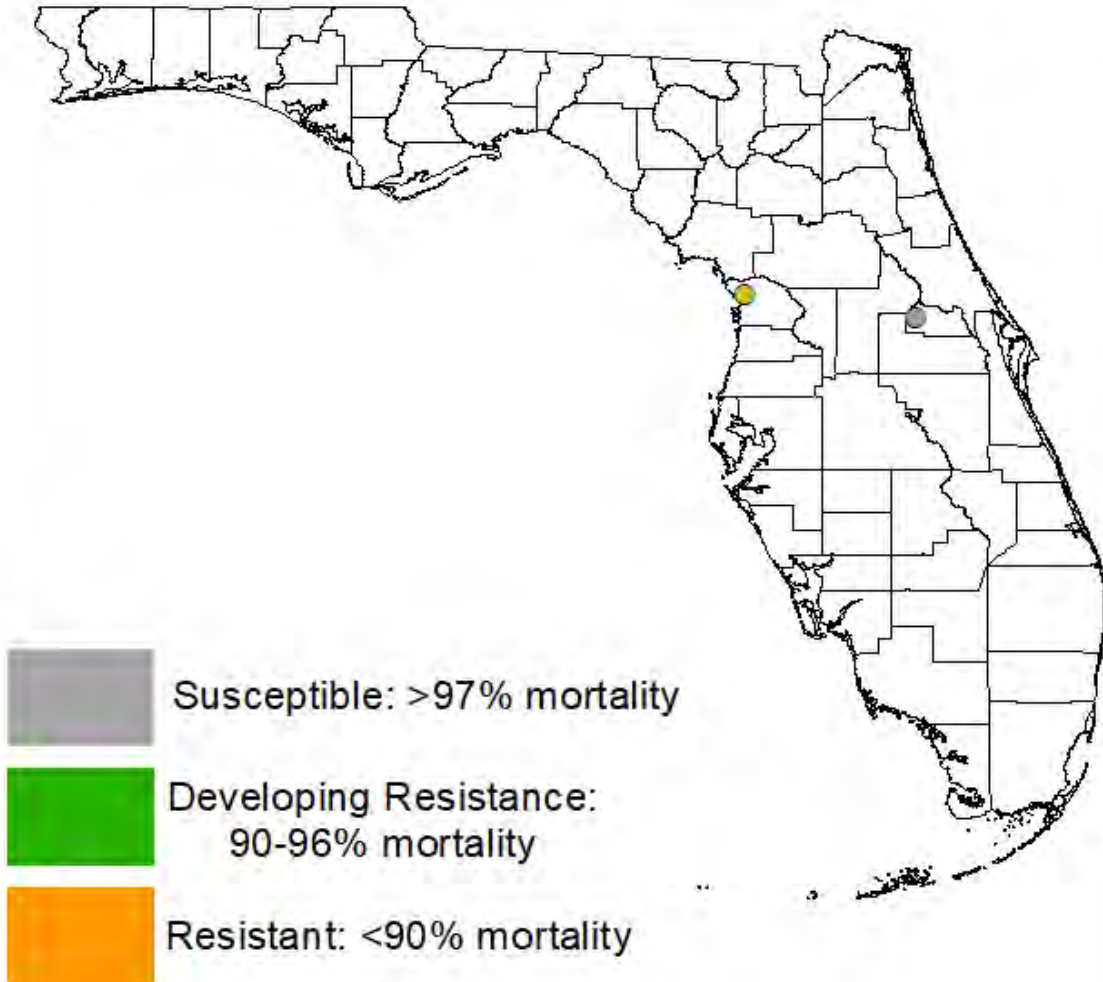 Susceptible: >97% mortality
Developing Resistance:
90-96% mortality
Resistant: <90% mortality